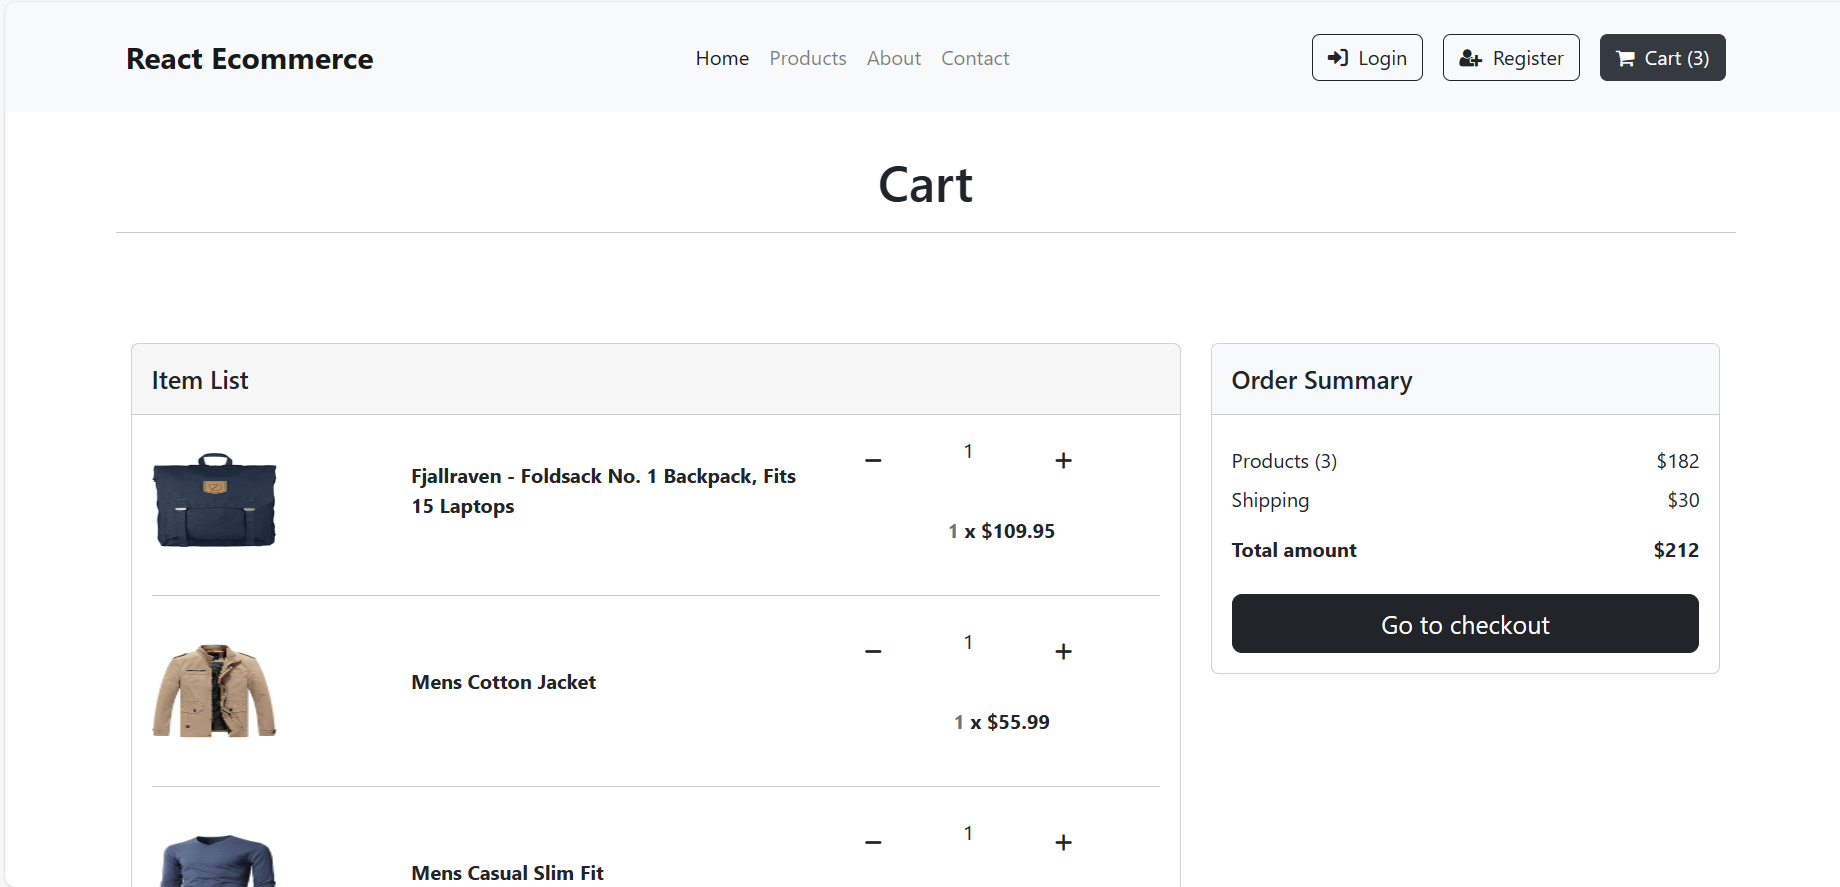 React Ecommerce
Home Products About Contact
Login Register Cart (3)
Cart
Item List
Fjallraven - Foldsack No. 1 Backpack, Fits
15 Laptops
− 1 +
1 x $109.95
Mens Cotton Jacket
− 1 +
1 x $55.99
Mens Casual Slim Fit
− 1 +
Order Summary
Products (3) $182
Shipping $30
Total amount $212
Go to checkout